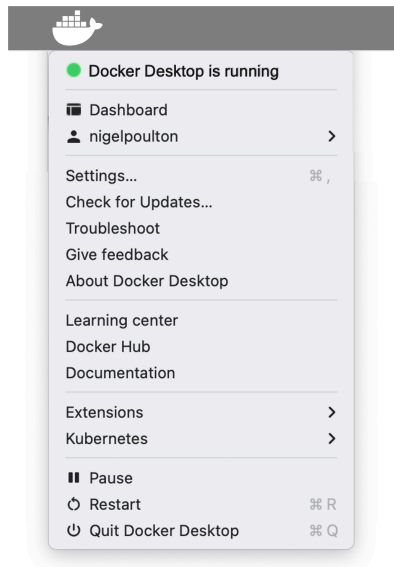 Docker Desktop is running
Dashboard
nigelpoulton
Settings... ⌘ ,
Check for Updates...
Troubleshoot
Give feedback
About Docker Desktop
Learning center
Docker Hub
Documentation
Extensions
Kubernetes
Pause
Restart ⌘ R
Quit Docker Desktop ⌘ Q